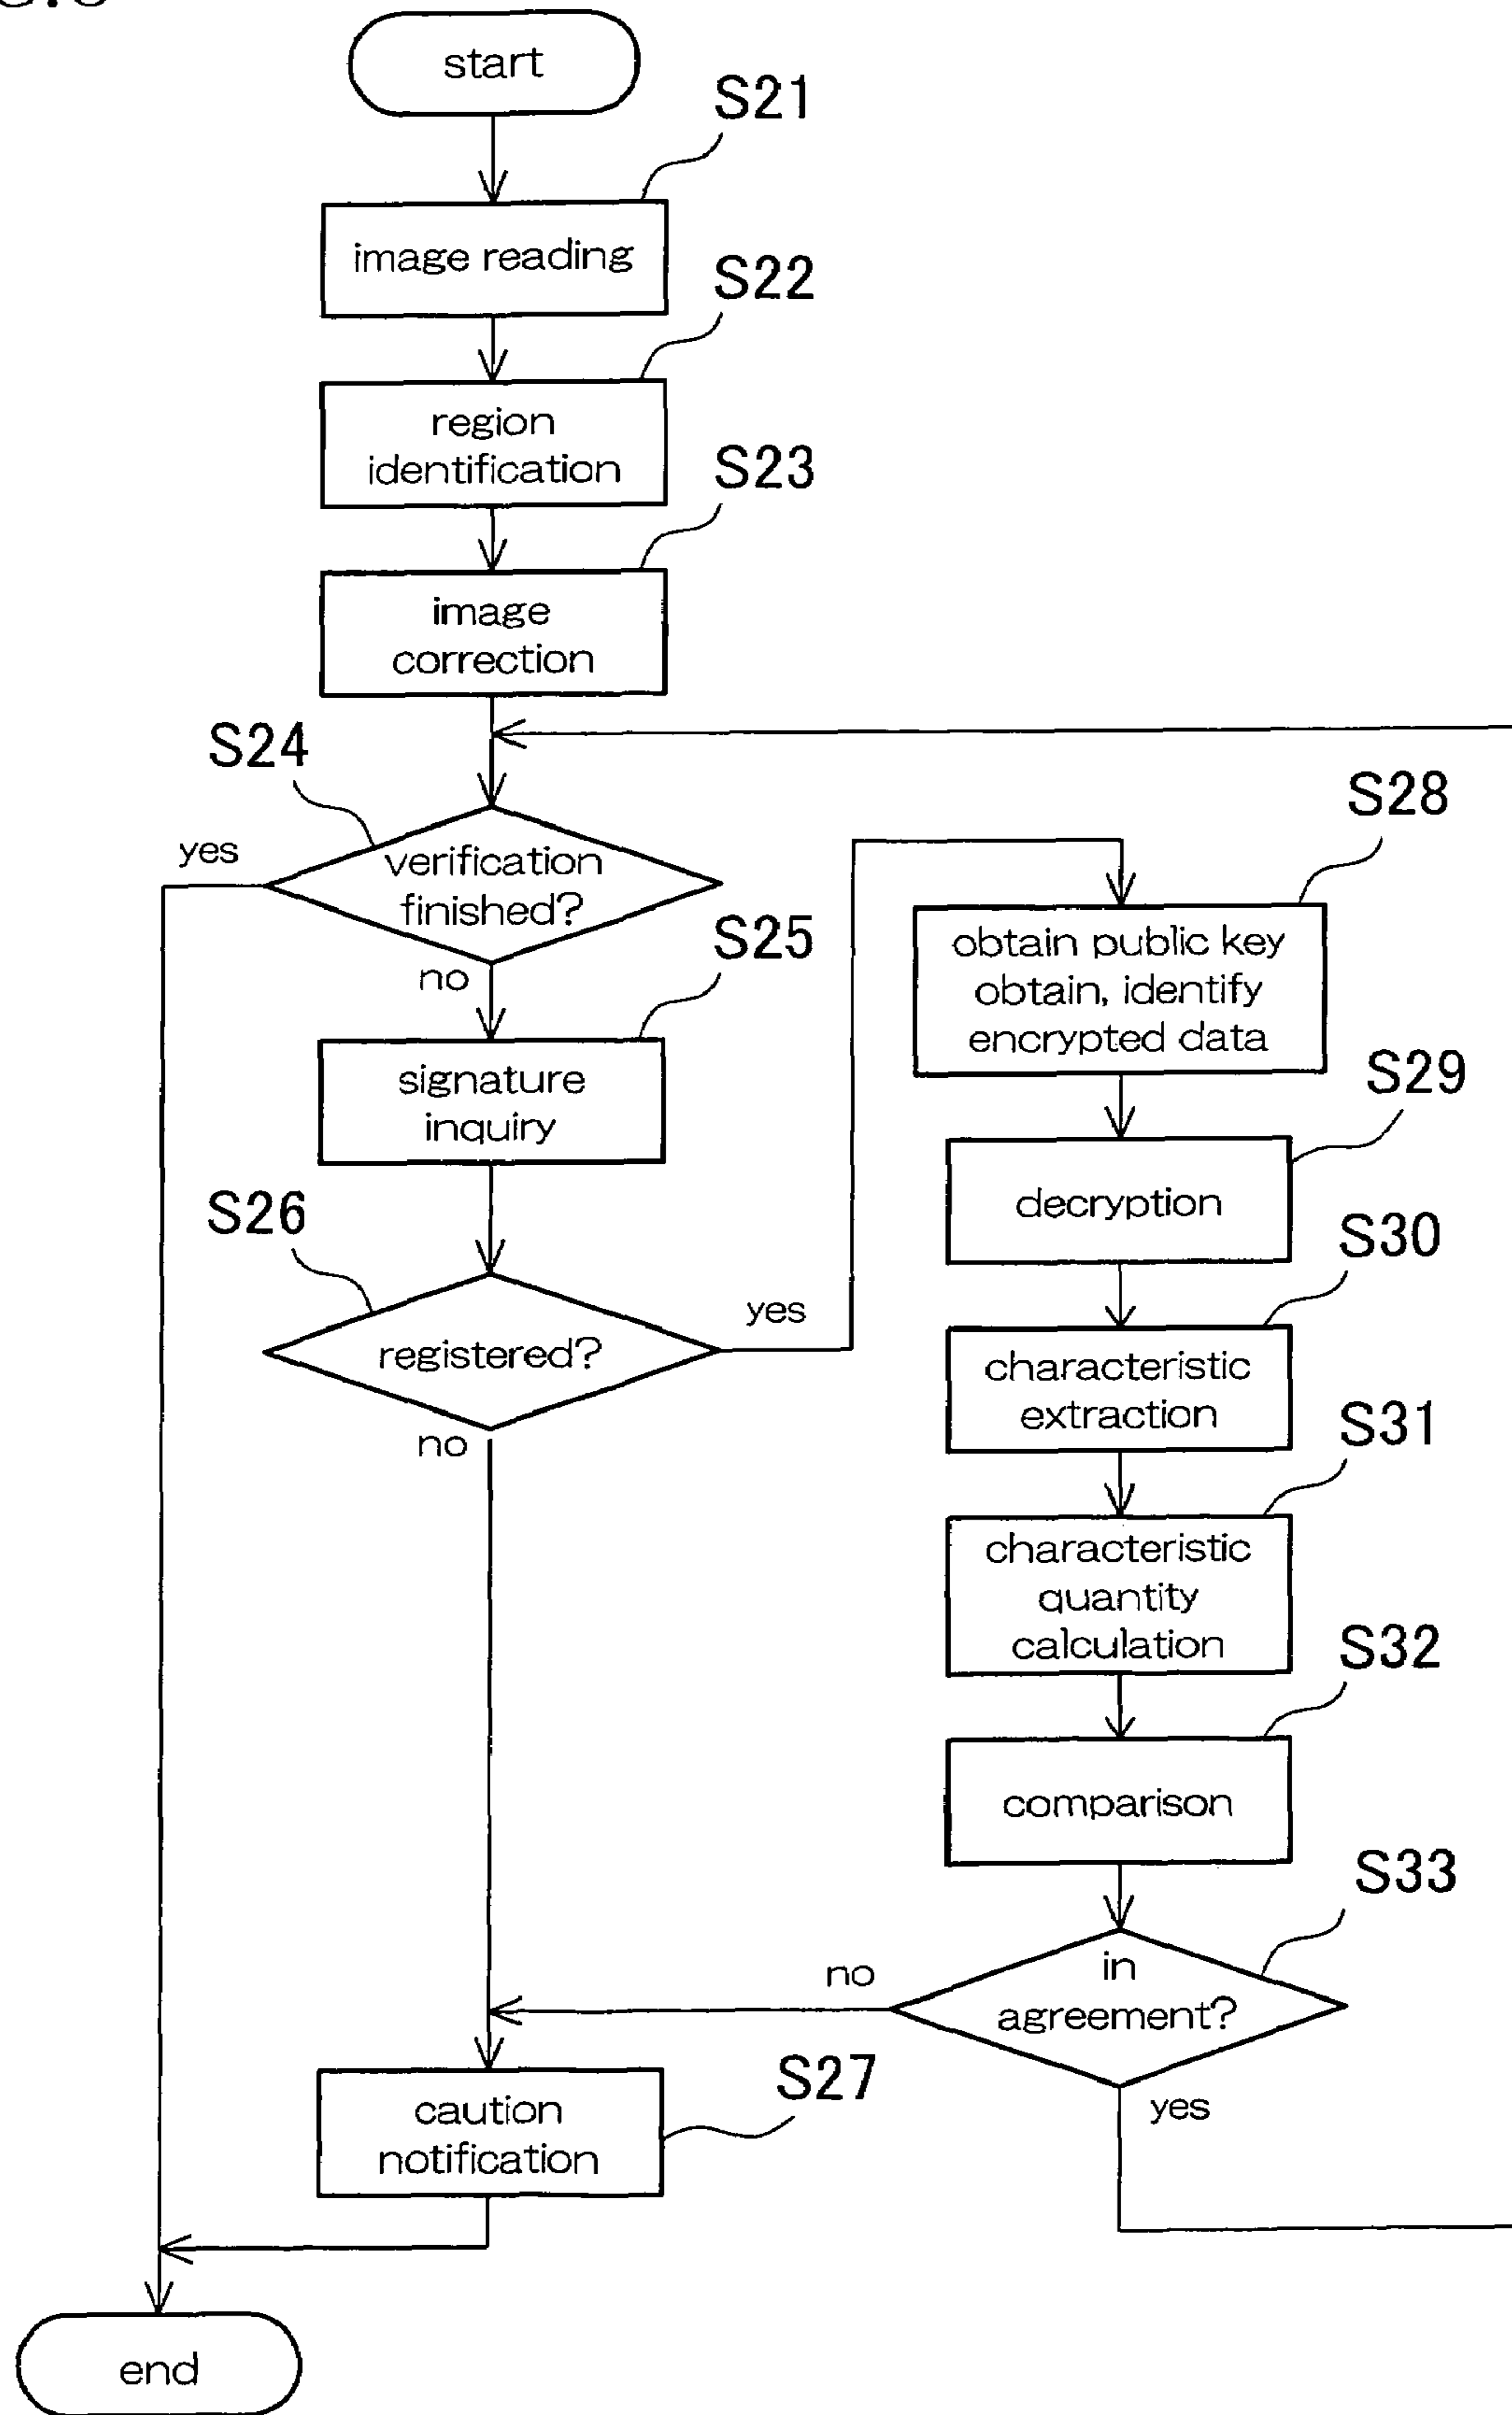 start
S21
image reading
S22
region
identification
S23
image
correction
S24
yes
verification
finished?
no
S25
signature
inquiry
S26
registered?
yes
no
S28
obtain public key
obtain, identify
encrypted data
S29
decryption
S30
characteristic
extraction
S31
characteristic
quantity
calculation
S32
comparison
S33
in
agreement?
no
yes
S27
caution
notification
end